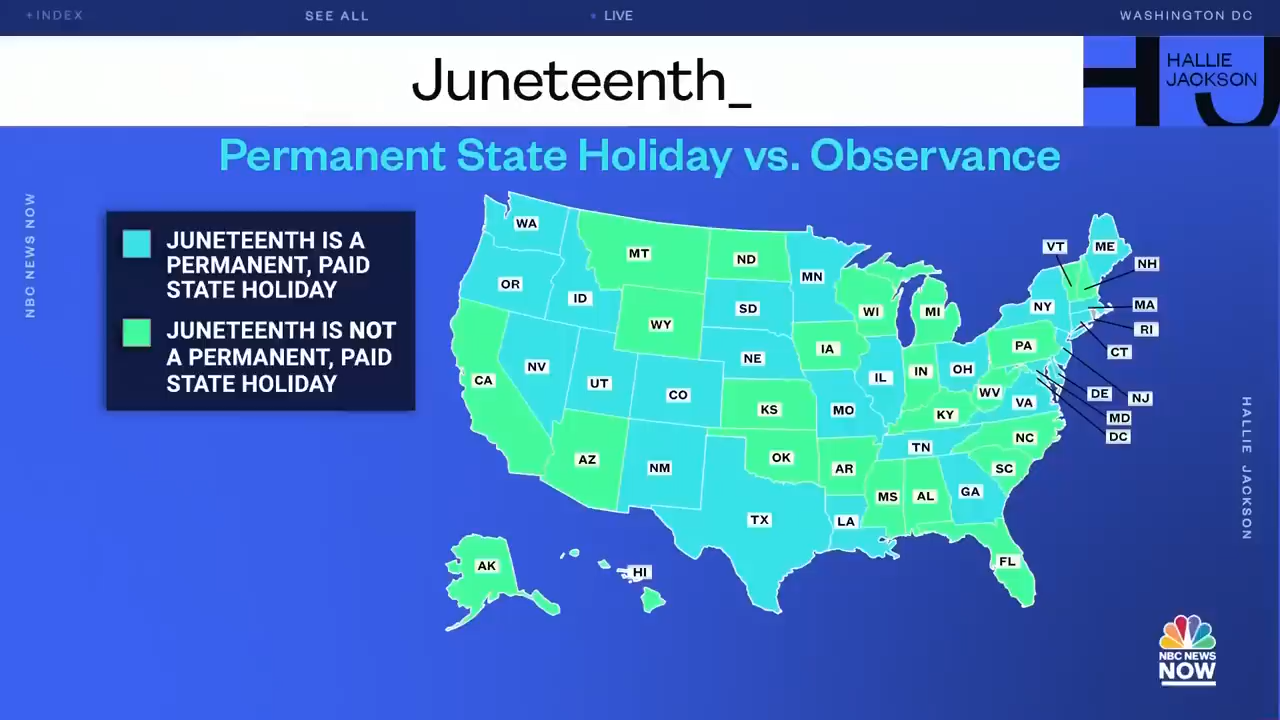 +INDEX
SEE ALL
LIVE
WASHINGTON DC
Juneteenth_
HJ
HALLIE
JACKSON
Permanent State Holiday vs. Observance
NBC NEWS NOW
JUNETEENTH IS A
PERMANENT, PAID
STATE HOLIDAY
JUNETEENTH IS NOT
A PERMANENT, PAID
STATE HOLIDAY
WA
MT
ND
MN
VT
ME
NH
OR
ID
SD
WI
MI
NY
MA
WY
RI
NV
NE
IA
PA
CT
CA
UT
CO
IL
IN
OH
WV
VA
DE
NJ
KS
MO
KY
MD
DC
AZ
NM
OK
AR
TN
NC
SC
MS
AL
GA
TX
LA
FL
AK
HI
HALLIE JACKSON
NBC NEWS
NOW